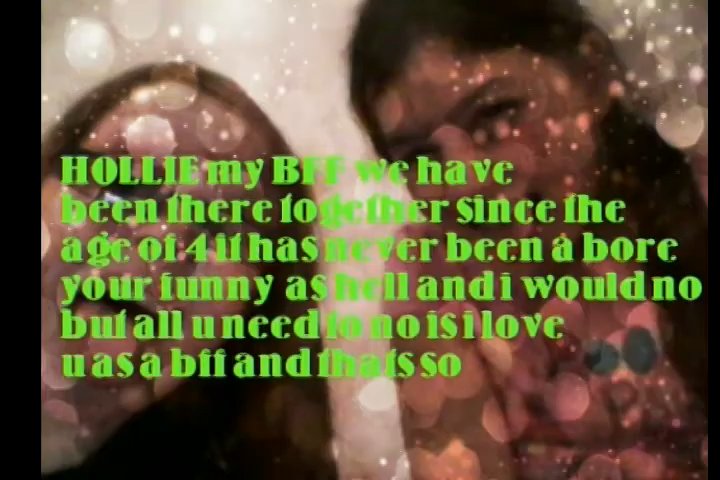 HOLLIE my BFF we have
been there together since the
age of 4 it has never been a bore
your funny as hell and i would no
but all u need to no is i love
u as a bff and thats so